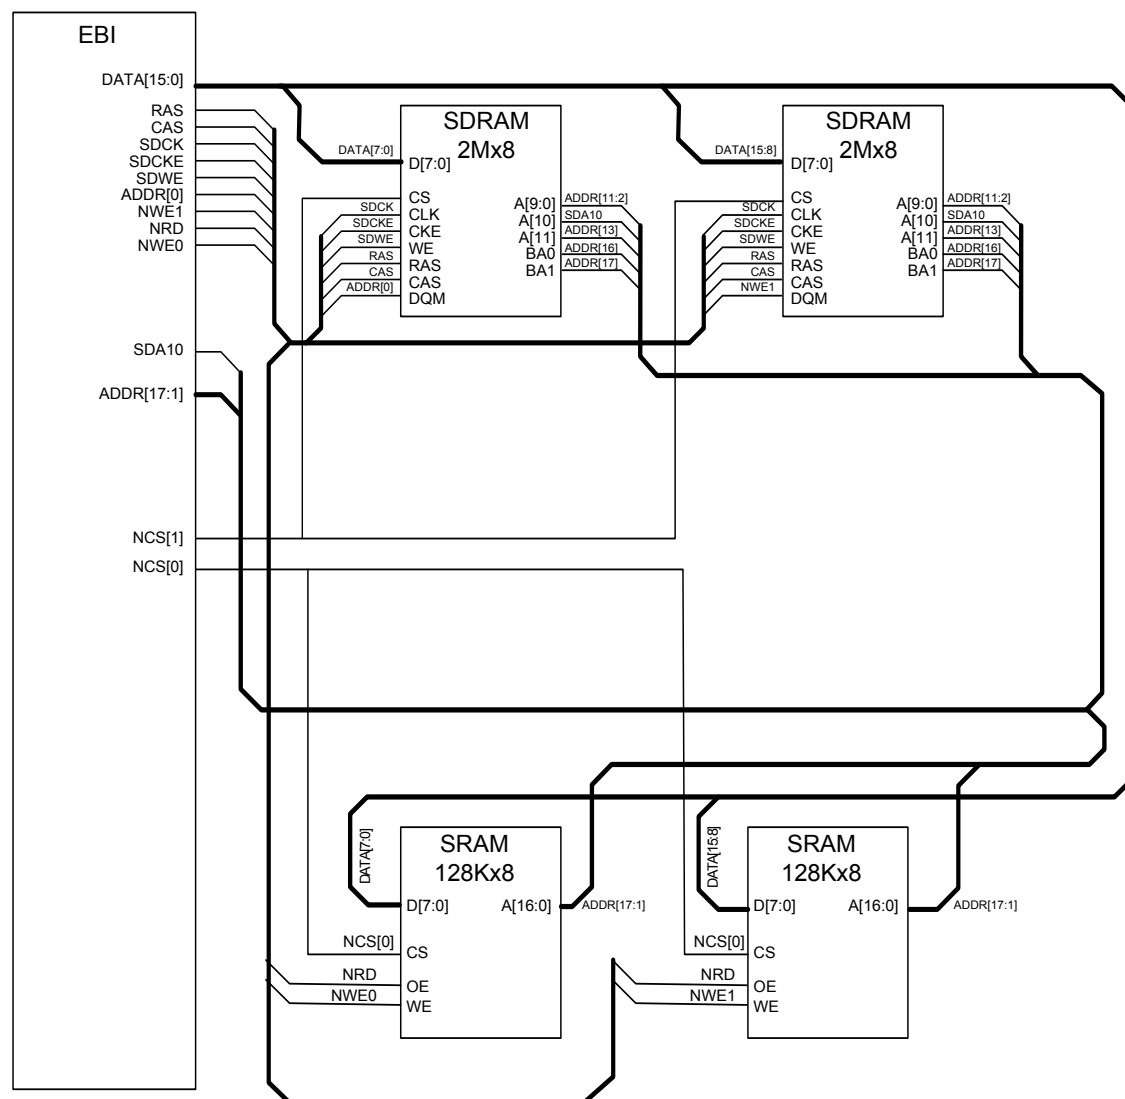 EBI
DATA[15:0]
RAS
CAS
SDCK
SDCKE
SDWE
ADDR[0]
NWE1
NRD
NWE0
SDA10
ADDR[17:1]
NCS[1]
NCS[0]
SDRAM
2Mx8
DATA[7:0]
D[7:0]
CS
SDCK
CLK
SDCKE
CKE
SDWE
WE
RAS
RAS
CAS
CAS
ADDR[0]
DQM
A[9:0]
ADDR[11:2]
A[10]
SDA10
A[11]
ADDR[13]
BA0
ADDR[16]
BA1
ADDR[17]
SDRAM
2Mx8
DATA[15:8]
D[7:0]
CS
SDCK
CLK
SDCKE
CKE
SDWE
WE
RAS
RAS
CAS
CAS
NWE1
DQM
A[9:0]
ADDR[11:2]
A[10]
SDA10
A[11]
ADDR[13]
BA0
ADDR[16]
BA1
ADDR[17]
SRAM
128Kx8
DATA[7:0]
D[7:0]
A[16:0]
ADDR[17:1]
NCS[0]
CS
NRD
OE
NWE0
WE
SRAM
128Kx8
DATA[15:8]
D[7:0]
A[16:0]
ADDR[17:1]
NCS[0]
CS
NRD
OE
NWE1
WE